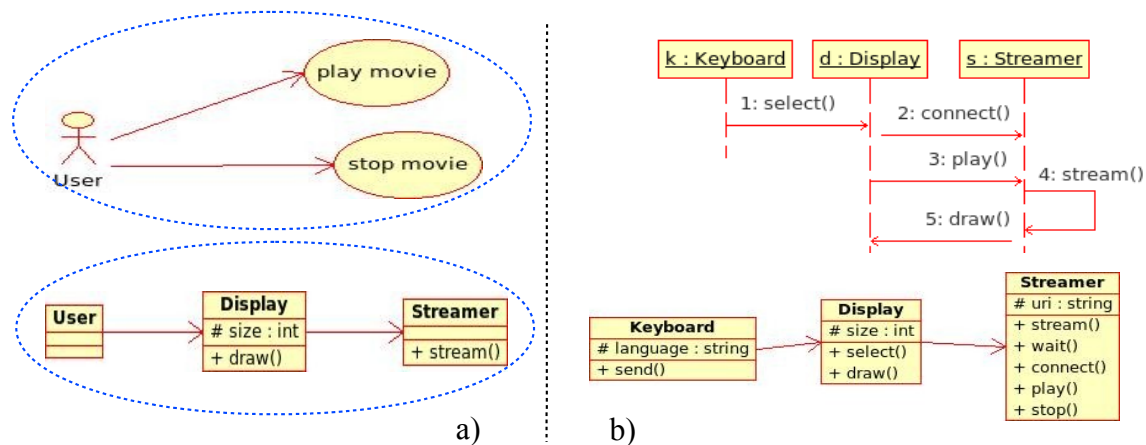 play movie
stop movie
User
User
Display
# size : int
+ draw()
Streamer
+ stream()
a)
k : Keyboard
d : Display
s : Streamer
1: select()
2: connect()
3: play()
4: stream()
5: draw()
Keyboard
# language : string
+ send()
Display
# size : int
+ select()
+ draw()
Streamer
# uri : string
+ stream()
+ wait()
+ connect()
+ play()
+ stop()
b)